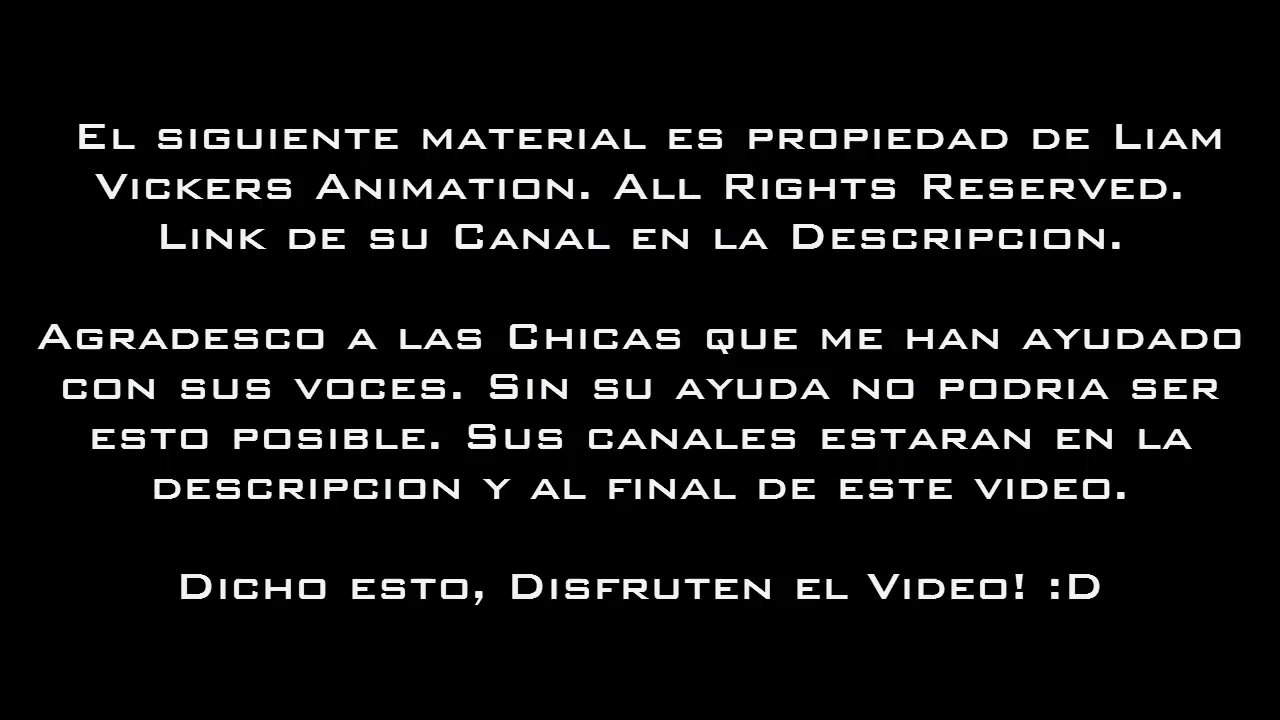 El siguiente material es propiedad de Liam
Vickers Animation. All Rights Reserved.
Link de su Canal en la Descripcion.
Agradesco a las Chicas que me han ayudado
con sus voces. Sin su ayuda no podria ser
esto posible. Sus canales estaran en la
descripcion y al final de este video.
Dicho esto, Disfruten el Video! :D